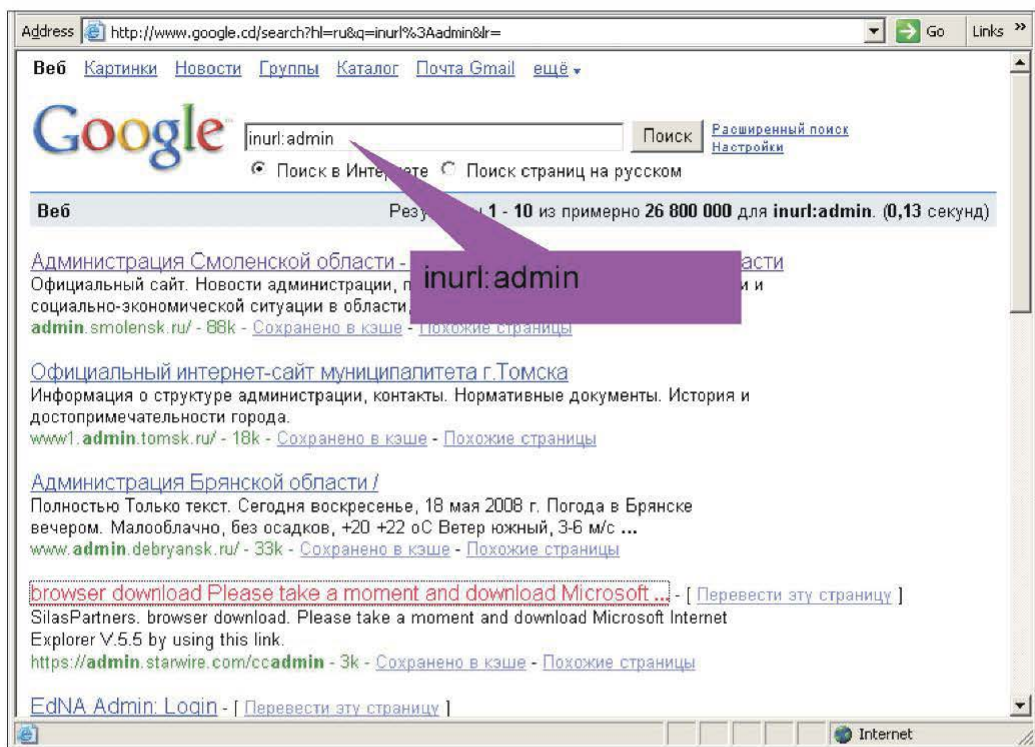 Address http://www.google.cd/search?hl=ru&q=inurl%3Aadmin&lr= Go Links »
Веб Картинки Новости Группы Каталог Почта Gmail ещё
Google inurl:admin Поиск Расширенный поиск
Настройки
Поиск в Интернете Поиск страниц на русском
Веб 1 - 10 из примерно 26 800 000 для inurl:admin. (0,13 секунд)
inurl:admin
Администрация Смоленской области -
Официальный сайт. Новости администрации, и
социально-экономической ситуации в области
admin.smolensk.ru/ - 88k - Сохранено в кэше - Похожие страницы
Официальный интернет-сайт муниципалитета г.Томска
Информация о структуре администрации, контакты. Нормативные документы. История и
достопримечательности города.
www1.admin.tomsk.ru/ - 18k - Сохранено в кэше - Похожие страницы
Администрация Брянской области /
Полностью Только текст. Сегодня воскресенье, 18 мая 2008 г. Погода в Брянске
вечером. Малооблачно, без осадков, +20 +22 оС Ветер южный, 3-6 м/с ...
www.admin.debryansk.ru/ - 33k - Сохранено в кэше - Похожие страницы
browser download Please take a moment and download Microsoft ... - [ Перевести эту страницу ]
SilasPartners. browser download. Please take a moment and download Microsoft Internet
Explorer V.5.5 by using this link.
https://admin.starwire.com/ccadmin - 3k - Сохранено в кэше - Похожие страницы
EdNA Admin: Login - [ Перевести эту страницу ]
Internet